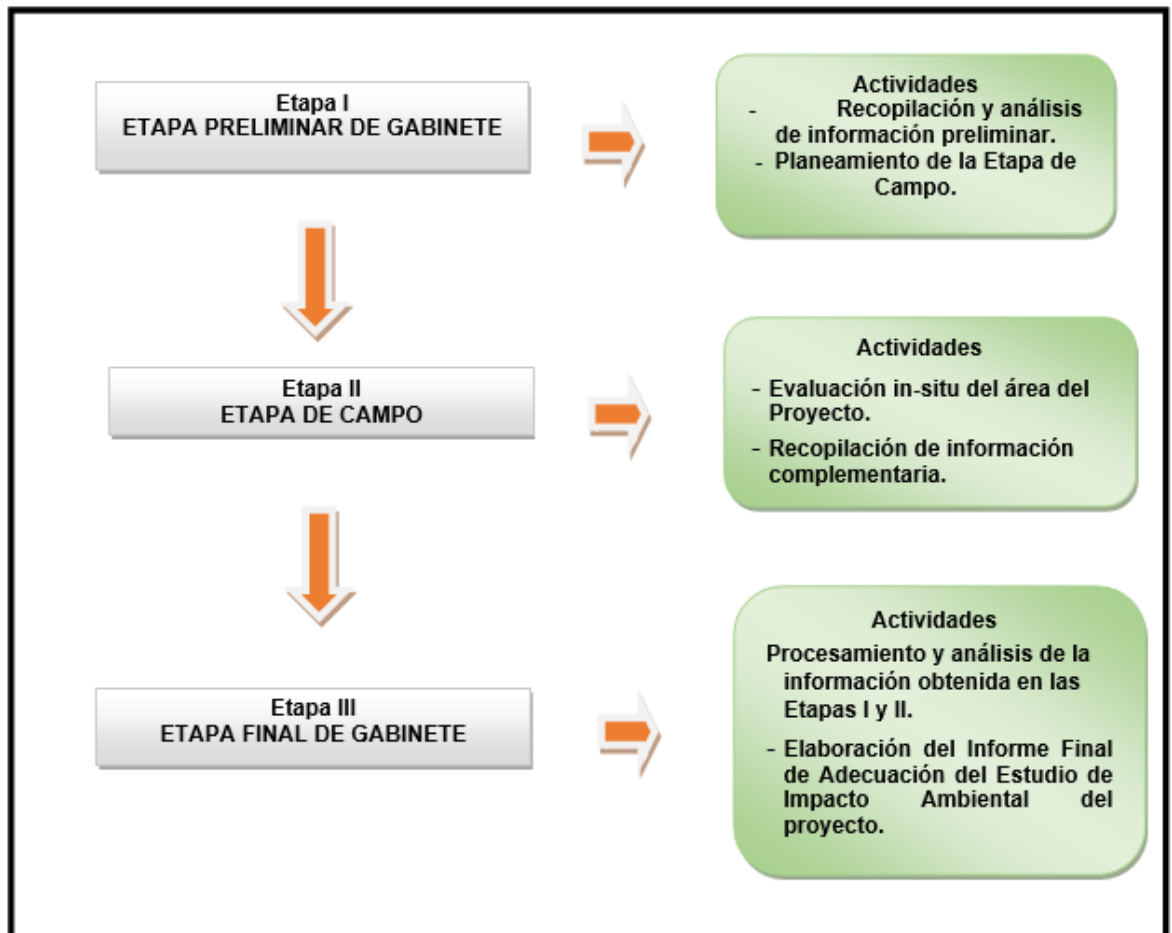 Etapa I
ETAPA PRELIMINAR DE GABINETE
Actividades
- Recopilación y análisis
de información preliminar.
- Planeamiento de la Etapa de
Campo.
Etapa II
ETAPA DE CAMPO
Actividades
- Evaluación in-situ del área del
Proyecto.
- Recopilación de información
complementaria.
Etapa III
ETAPA FINAL DE GABINETE
Actividades
Procesamiento y análisis de la
información obtenida en las
Etapas I y II.
- Elaboración del Informe Final
de Adecuación del Estudio de
Impacto Ambiental del
proyecto.